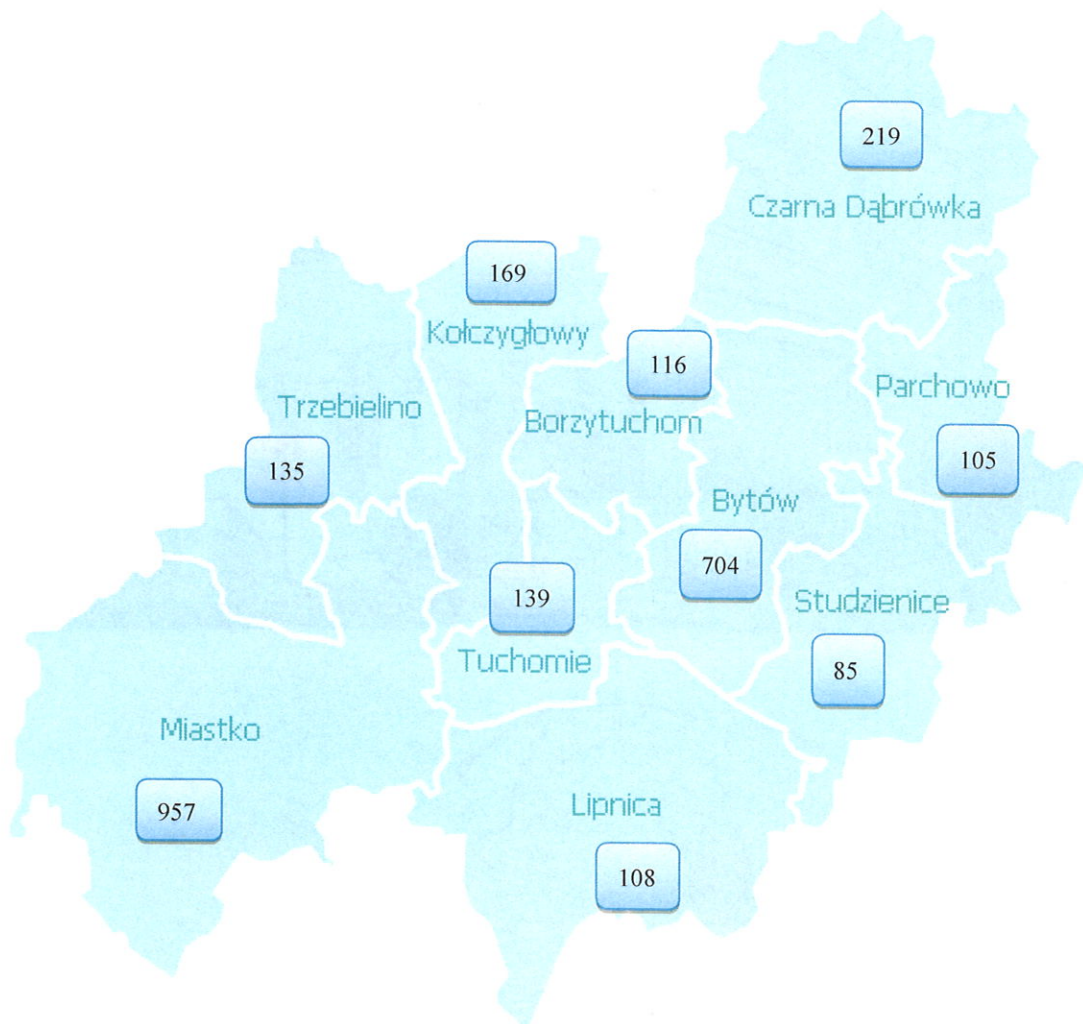 219
Czarna Dąbrówka
169
Kołczygłowy
116
Borzytuchom
Parchowo
105
Trzebielino
135
Bytów
704
139
Tuchomie
Studzienice
85
Miastko
957
Lipnica
108